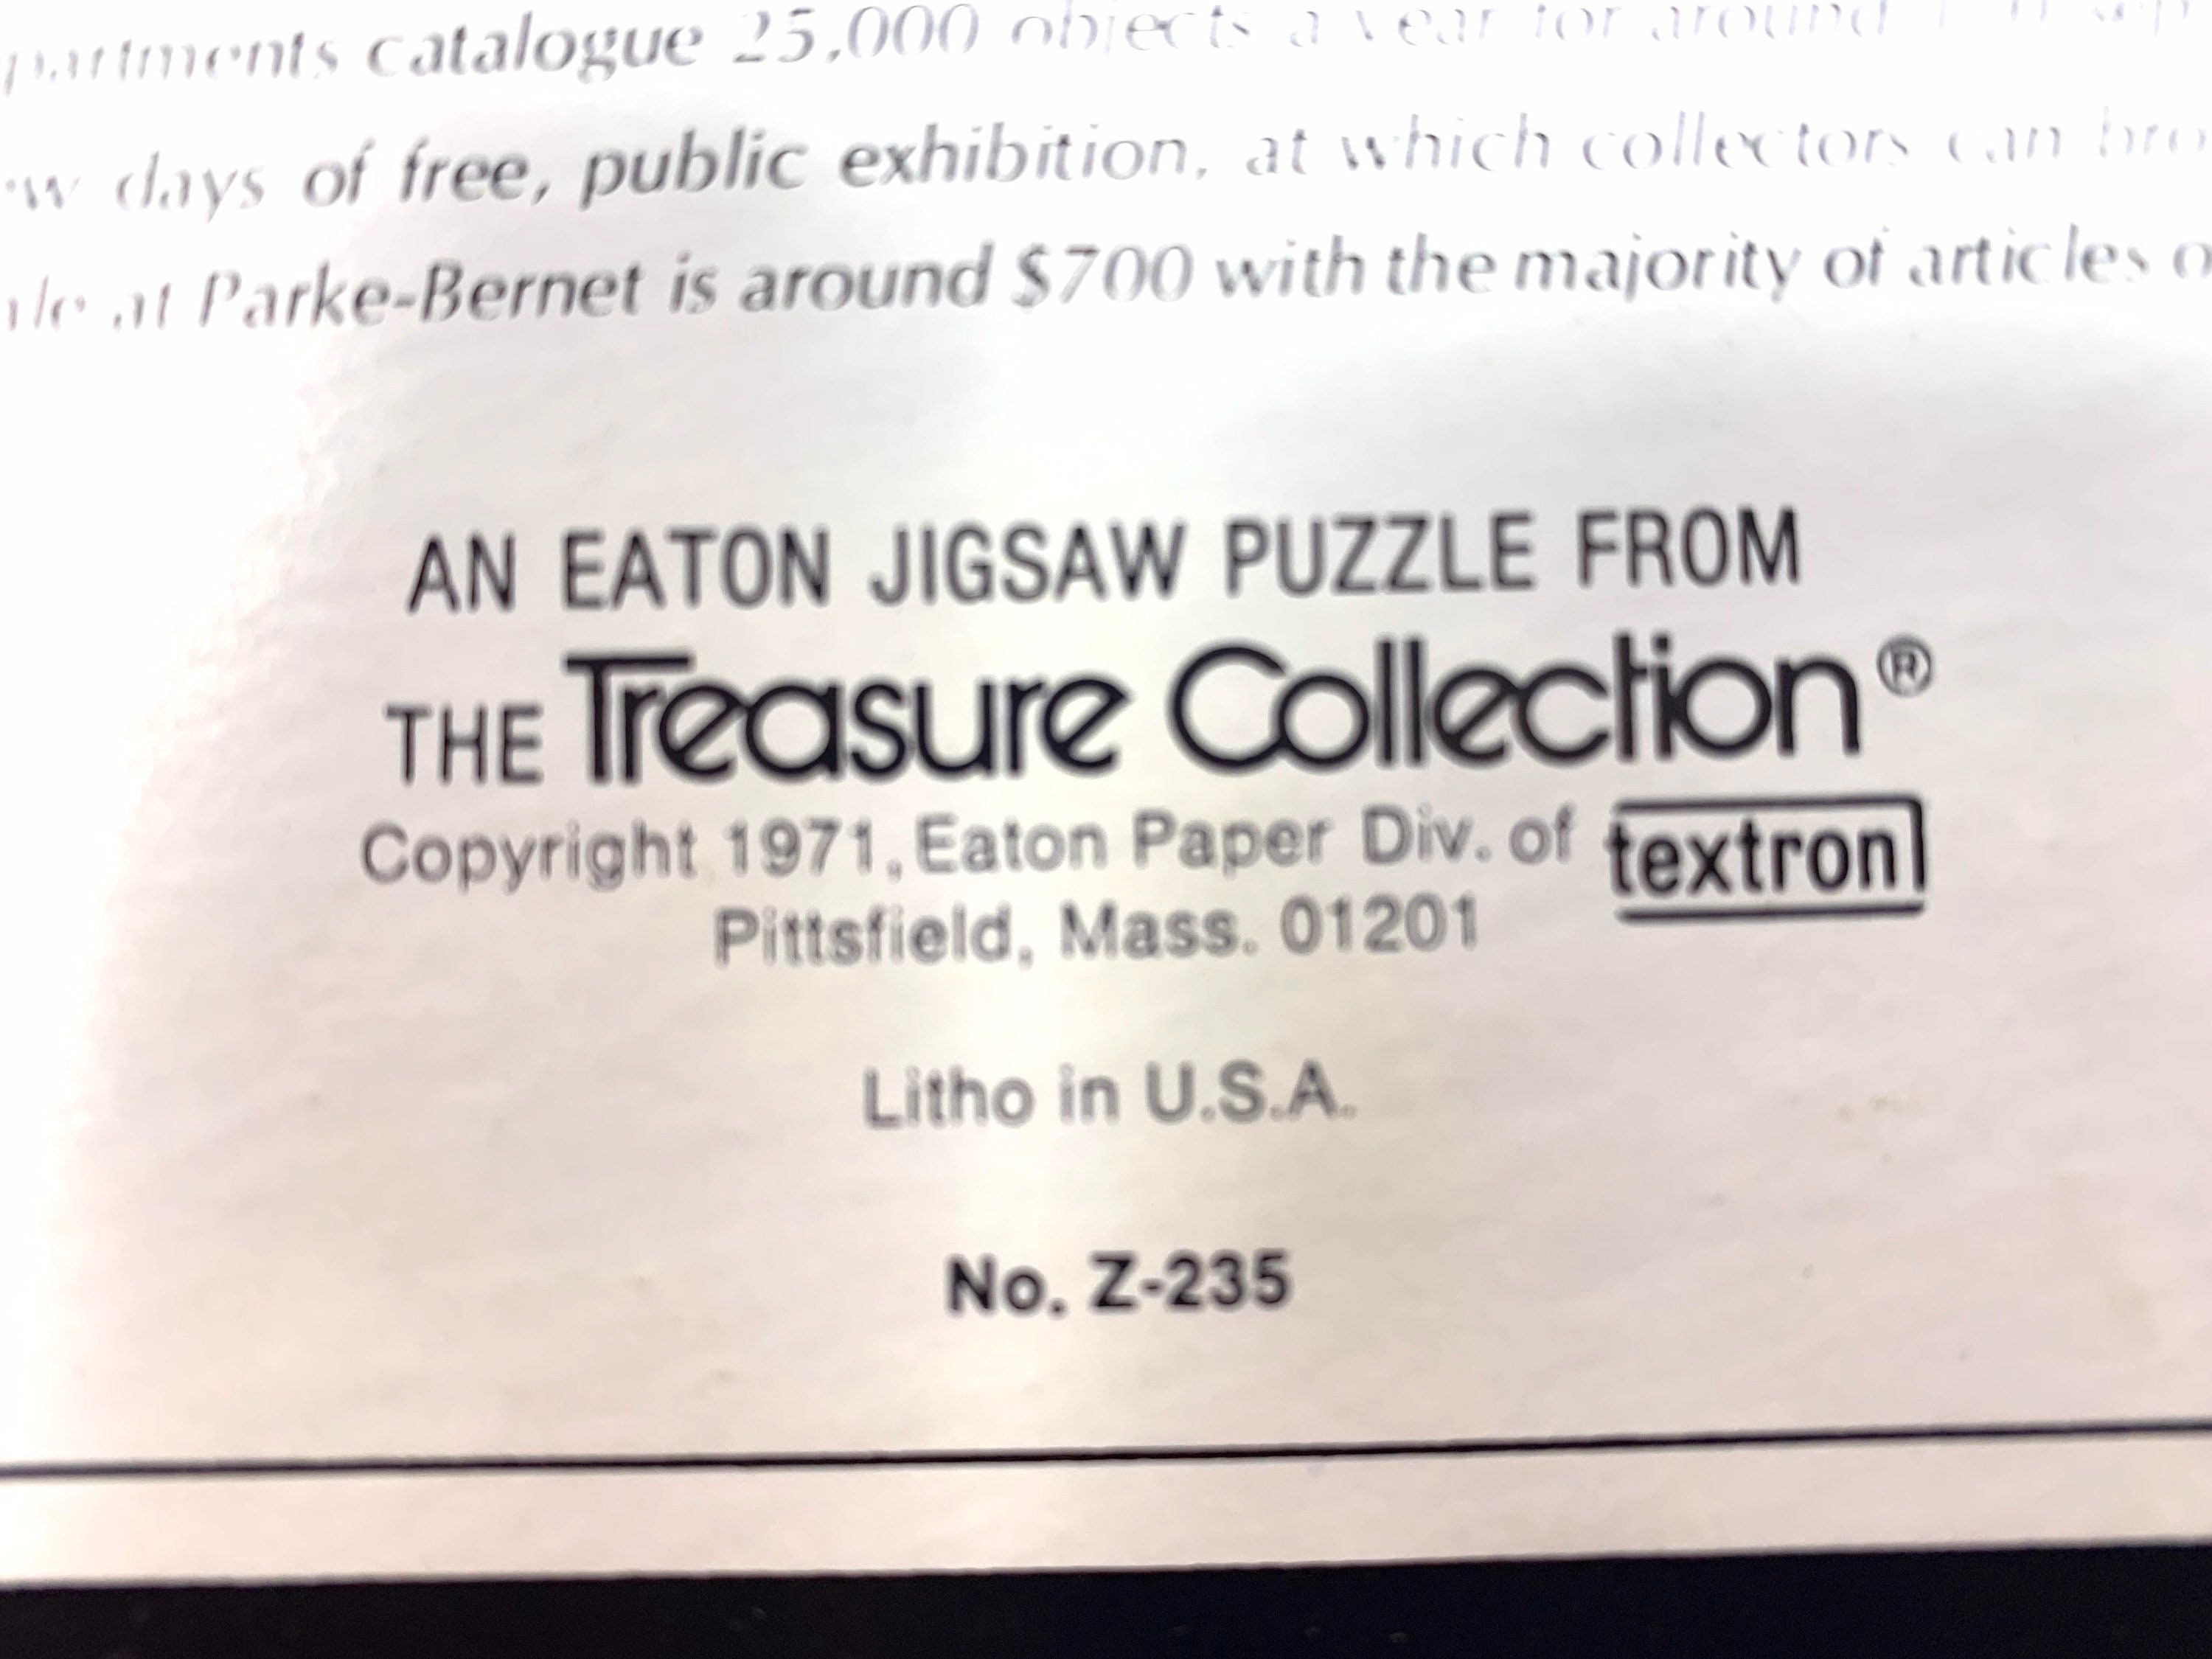 catalogue 25,000 objects a year for around
days of free, public exhibition, at which collectors can
at Parke-Bernet is around $700 with the majority of articles
AN EATON JIGSAW PUZZLE FROM
THE Treasure Collection®
Copyright 1971, Eaton Paper Div. of textron
Pittsfield, Mass. 01201
Litho in U.S.A.
No. Z-235